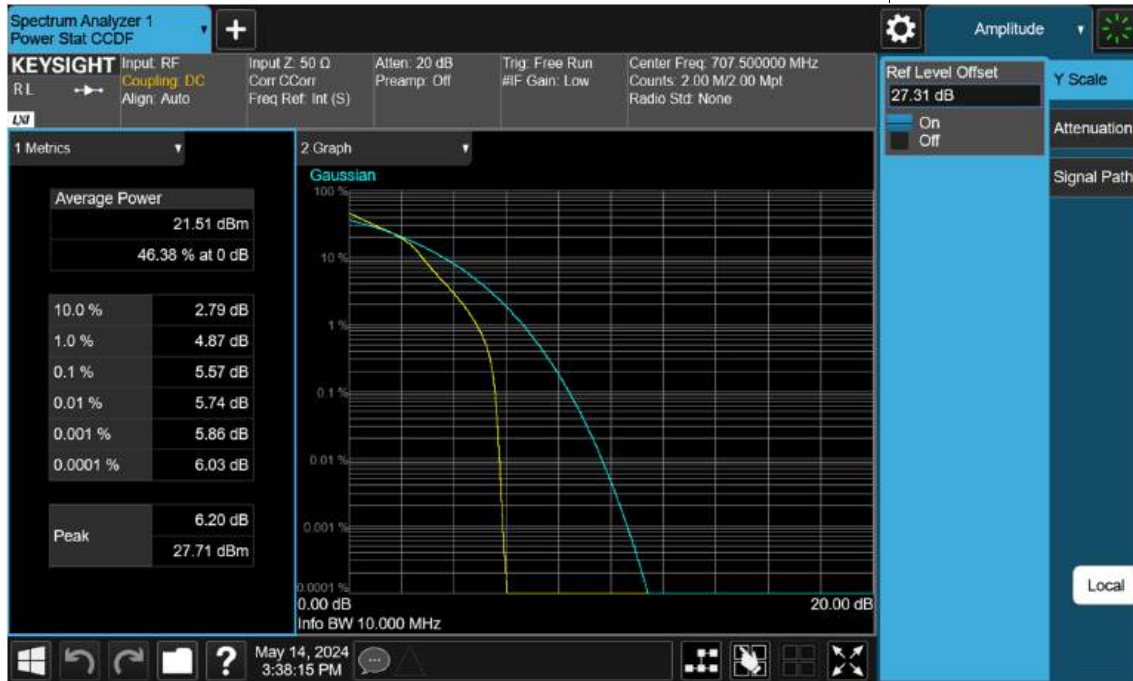 Spectrum Analyzer 1
Power Stat CCDF
+
Amplitude
KEYSIGHT
RL
LXI
Input: RF
Coupling: DC
Align: Auto
Input Z: 50 Ω
Corr CCorr
Freq Ref: Int (S)
Atten: 20 dB
Preamp: Off
Trig: Free Run
#IF Gain: Low
Center Freq: 707.500000 MHz
Counts: 2.00 M/2.00 Mpt
Radio Std: None
Ref Level Offset
27.31 dB
On
Off
Y Scale
Attenuation
Signal Path
1 Metrics
Average Power
21.51 dBm
46.38 % at 0 dB
10.0 % 2.79 dB
1.0 % 4.87 dB
0.1 % 5.57 dB
0.01 % 5.74 dB
0.001 % 5.86 dB
0.0001 % 6.03 dB
Peak
6.20 dB
27.71 dBm
2 Graph
Gaussian
100 %
10 %
1 %
0.1 %
0.01 %
0.001 %
0.0001 %
0.00 dB 20.00 dB
Info BW 10.000 MHz
Local
?
May 14, 2024
3:38:15 PM